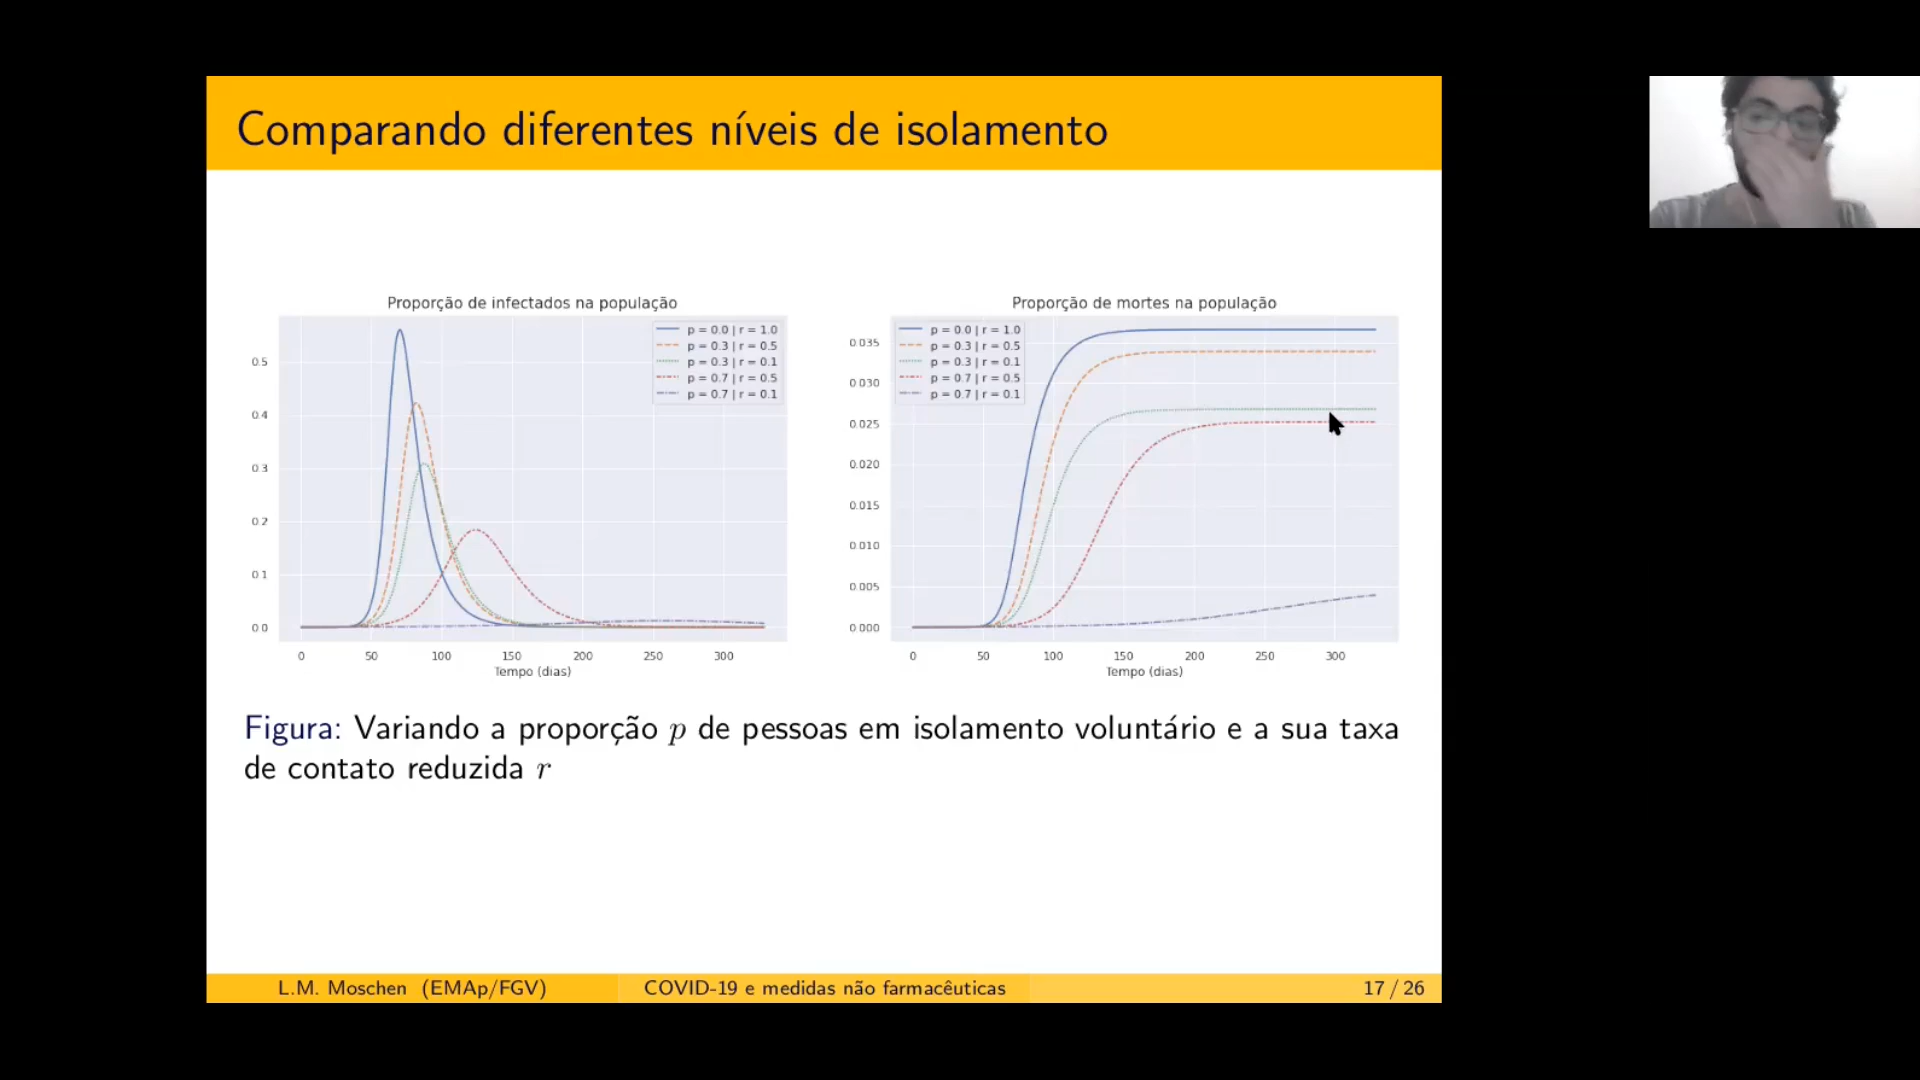 Comparando diferentes níveis de isolamento
Proporção de infectados na população
p = 0.0 | r = 1.0
p = 0.3 | r = 0.5
p = 0.3 | r = 0.1
p = 0.7 | r = 0.5
p = 0.7 | r = 0.1
0.5
0.4
0.3
0.2
0.1
0.0
0 50 100 150 200 250 300
Tempo (dias)
Proporção de mortes na população
p = 0.0 | r = 1.0
p = 0.3 | r = 0.5
p = 0.3 | r = 0.1
p = 0.7 | r = 0.5
p = 0.7 | r = 0.1
0.035
0.030
0.025
0.020
0.015
0.010
0.005
0.000
0 50 100 150 200 250 300
Tempo (dias)
Figura: Variando a proporção p de pessoas em isolamento voluntário e a sua taxa
de contato reduzida r
L.M. Moschen (EMAp/FGV) COVID-19 e medidas não farmacêuticas 17 / 26